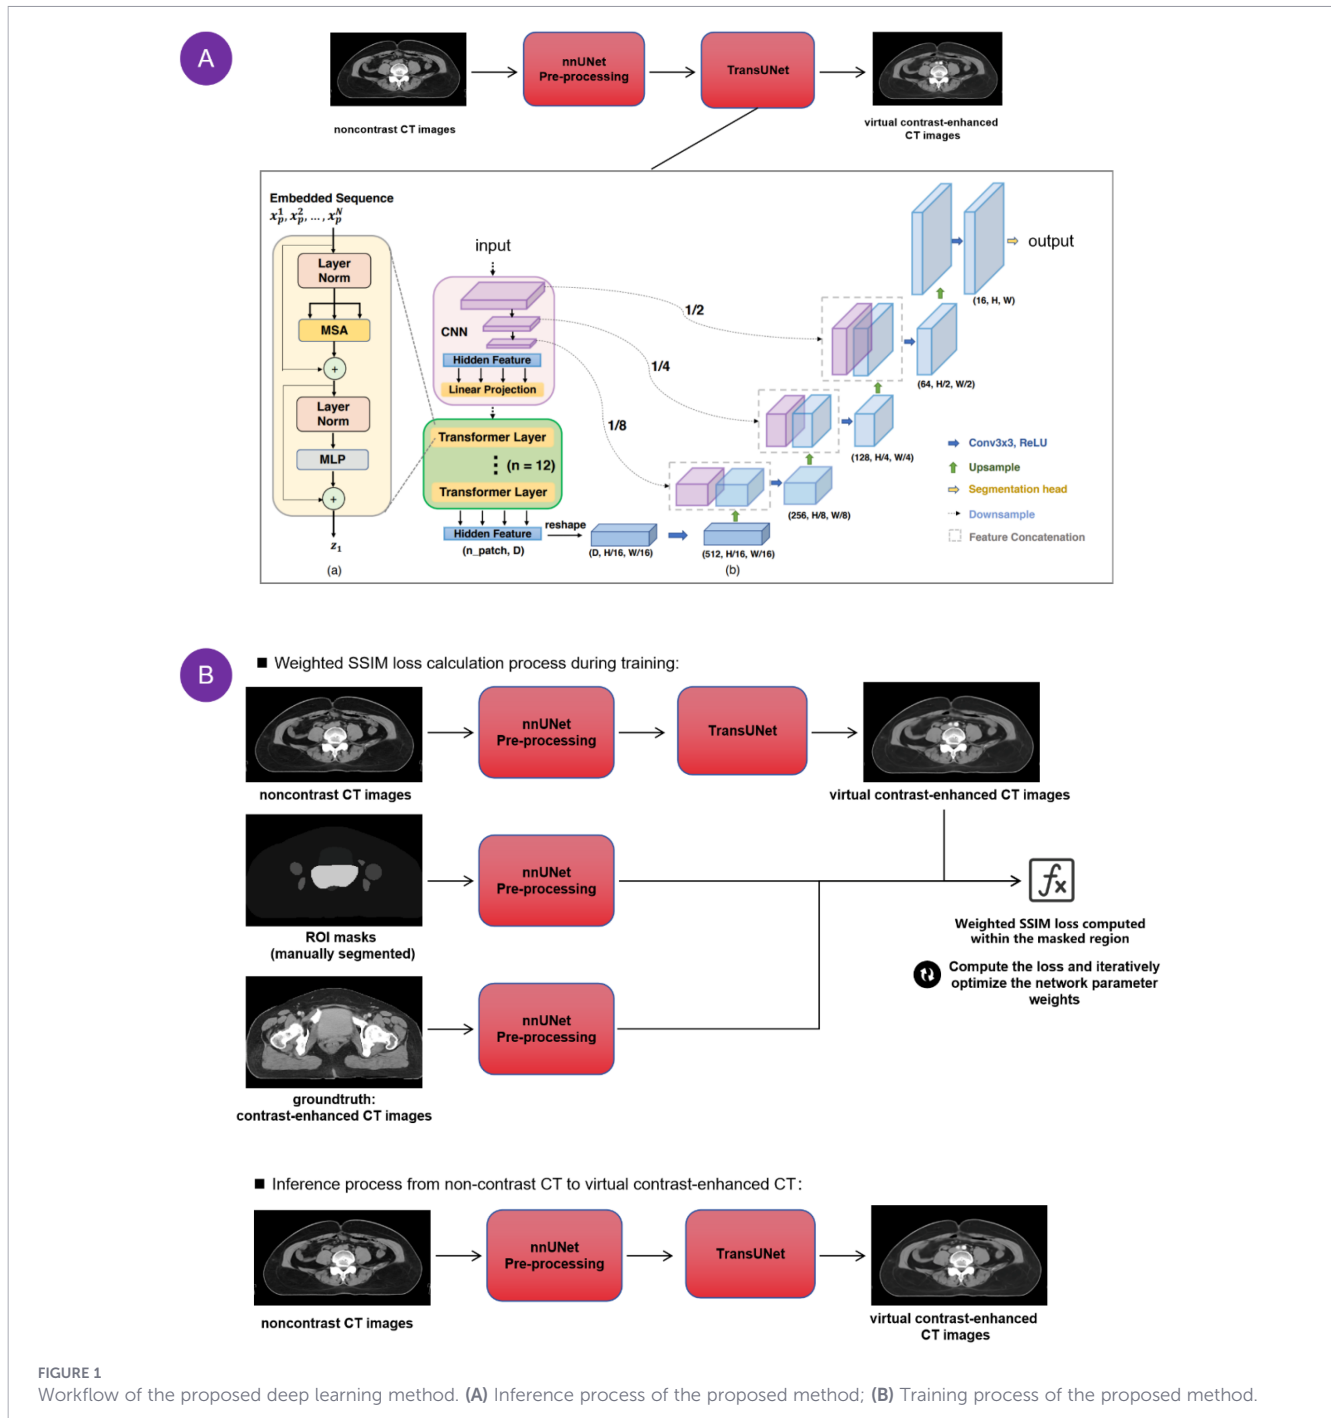 A
nnUNet
Pre-processing
TransUNet
noncontrast CT images
virtual contrast-enhanced
CT images
Embedded Sequence
x_p^1, x_p^2, ..., x_p^N
Layer
Norm
MSA
+
Layer
Norm
MLP
+
z_1
(a)
input
CNN
Hidden Feature
Linear Projection
Transformer Layer
(n = 12)
Transformer Layer
Hidden Feature
(n_patch, D)
reshape
(D, H/16, W/16)
(512, H/16, W/16)
(b)
1/2
1/4
1/8
(256, H/8, W/8)
(128, H/4, W/4)
(64, H/2, W/2)
(16, H, W)
output
Conv3x3, ReLU
Upsample
Segmentation head
Downsample
Feature Concatenation
B
■ Weighted SSIM loss calculation process during training:
nnUNet
Pre-processing
TransUNet
noncontrast CT images
virtual contrast-enhanced CT images
nnUNet
Pre-processing
ROI masks
(manually segmented)
fx
Weighted SSIM loss computed
within the masked region
Compute the loss and iteratively
optimize the network parameter
weights
nnUNet
Pre-processing
groundtruth:
contrast-enhanced CT images
■ Inference process from non-contrast CT to virtual contrast-enhanced CT:
nnUNet
Pre-processing
TransUNet
noncontrast CT images
virtual contrast-enhanced
CT images
FIGURE 1
Workflow of the proposed deep learning method. (A) Inference process of the proposed method; (B) Training process of the proposed method.